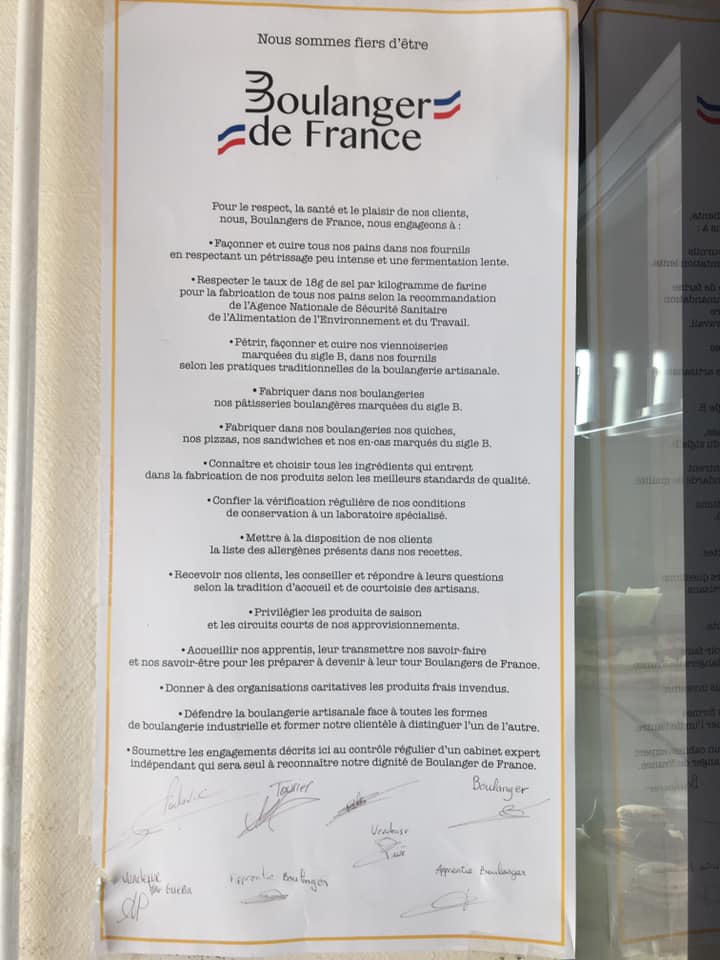 Nous sommes fiers d'être
Boulanger
de France
Pour le respect, la santé et le plaisir de nos clients,
nous, Boulangers de France, nous engageons à :
• Façonner et cuire tous nos pains dans nos fournils
en respectant un pétrissage peu intense et une fermentation lente.
• Respecter le taux de 18g de sel par kilogramme de farine
pour la fabrication de tous nos pains selon la recommandation
de l'Agence Nationale de Sécurité Sanitaire
de l'Alimentation de l'Environnement et du Travail.
• Pétrir, façonner et cuire nos viennoiseries
marquées du sigle B, dans nos fournils
selon les pratiques traditionnelles de la boulangerie artisanale.
• Fabriquer dans nos boulangeries
nos pâtisseries boulangères marquées du sigle B.
• Fabriquer dans nos boulangeries nos quiches,
nos pizzas, nos sandwiches et nos en-cas marqués du sigle B.
• Connaître et choisir tous les ingrédients qui entrent
dans la fabrication de nos produits selon les meilleurs standards de qualité.
• Confier la vérification régulière de nos conditions
de conservation à un laboratoire spécialisé.
• Mettre à la disposition de nos clients
la liste des allergènes présents dans nos recettes.
• Recevoir nos clients, les conseiller et répondre à leurs questions
selon la tradition d'accueil et de courtoisie des artisans.
• Privilégier les produits de saison
et les circuits courts de nos approvisionnements.
• Accueillir nos apprentis, leur transmettre nos savoir-faire
et nos savoir-être pour les préparer à devenir à leur tour Boulangers de France.
• Donner à des organisations caritatives les produits frais invendus.
• Défendre la boulangerie artisanale face à toutes les formes
de boulangerie industrielle et former notre clientèle à distinguer l'un de l'autre.
• Soumettre les engagements décrits ici au contrôle régulier d'un cabinet expert
indépendant qui sera seul à reconnaître notre dignité de Boulanger de France.
Tourier
Boulanger
Vendeuse
Vendeuse
Apprentie Boulanger
Apprentie Boulanger